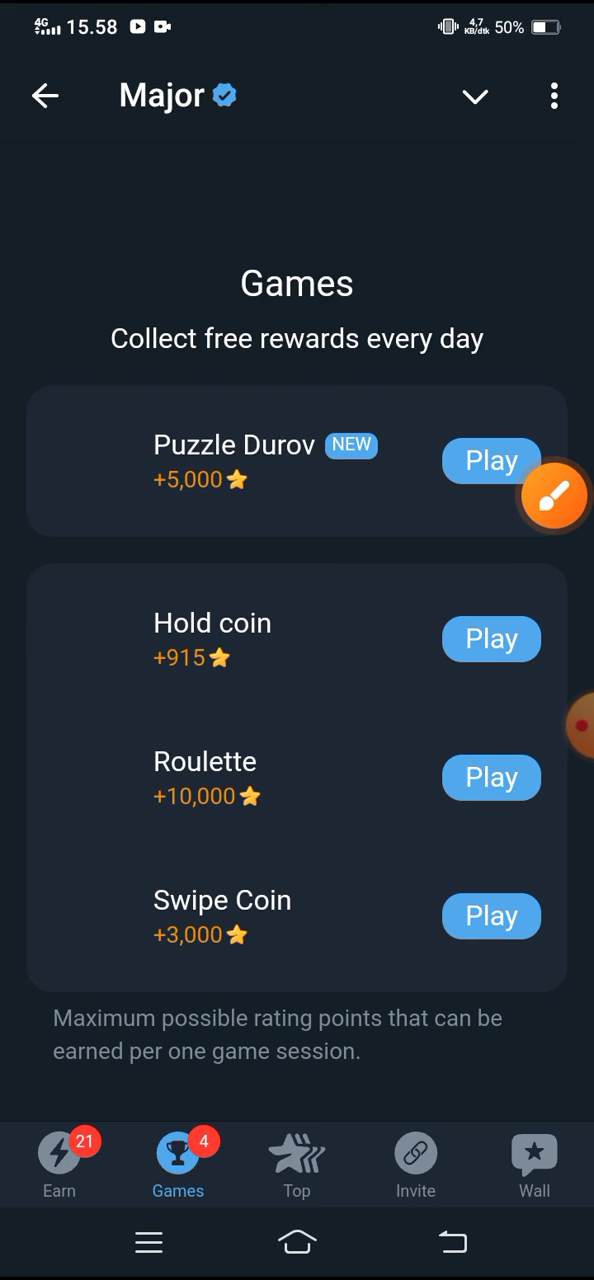 4G 15.58 4,7 KB/dtk 50%
Major
Games
Collect free rewards every day
Puzzle Durov NEW
+5,000
Play
Hold coin
+915
Play
Roulette
+10,000
Play
Swipe Coin
+3,000
Play
Maximum possible rating points that can be
earned per one game session.
21 4
Earn Games Top Invite Wall